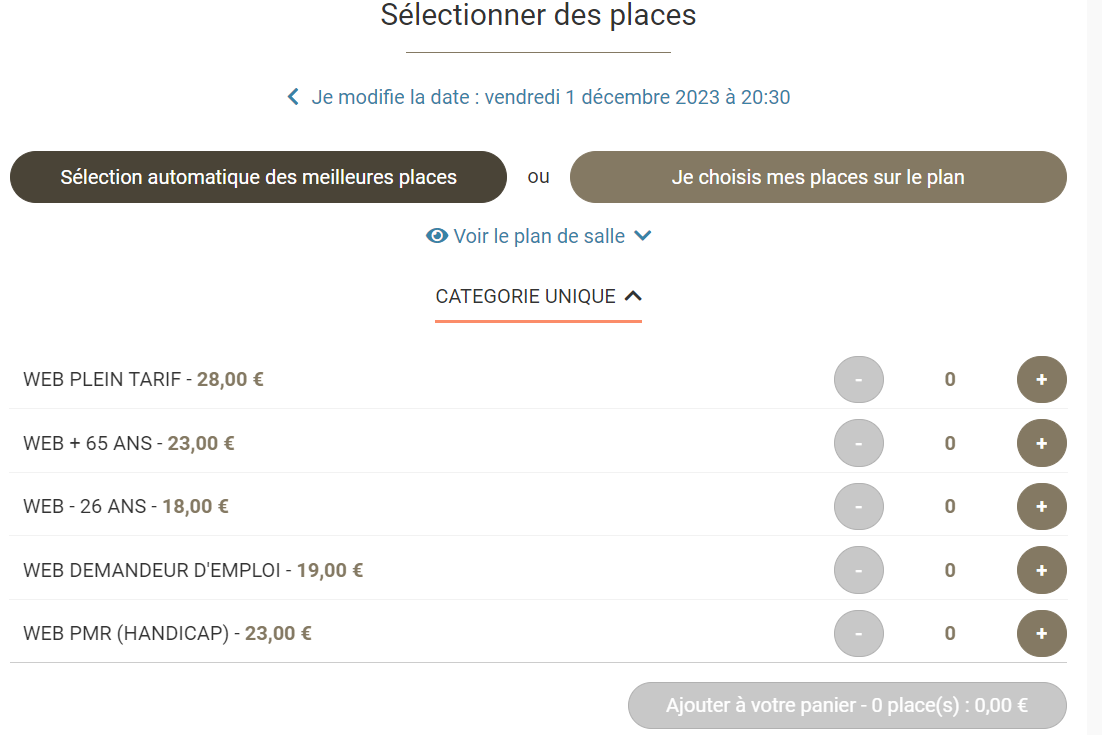 Sélectionner des places
Je modifie la date : vendredi 1 décembre 2023 à 20:30
Sélection automatique des meilleures places ou Je choisis mes places sur le plan
Voir le plan de salle
CATEGORIE UNIQUE
WEB PLEIN TARIF - 28,00 € - 0 +
WEB + 65 ANS - 23,00 € - 0 +
WEB - 26 ANS - 18,00 € - 0 +
WEB DEMANDEUR D'EMPLOI - 19,00 € - 0 +
WEB PMR (HANDICAP) - 23,00 € - 0 +
Ajouter à votre panier - 0 place(s) : 0,00 €